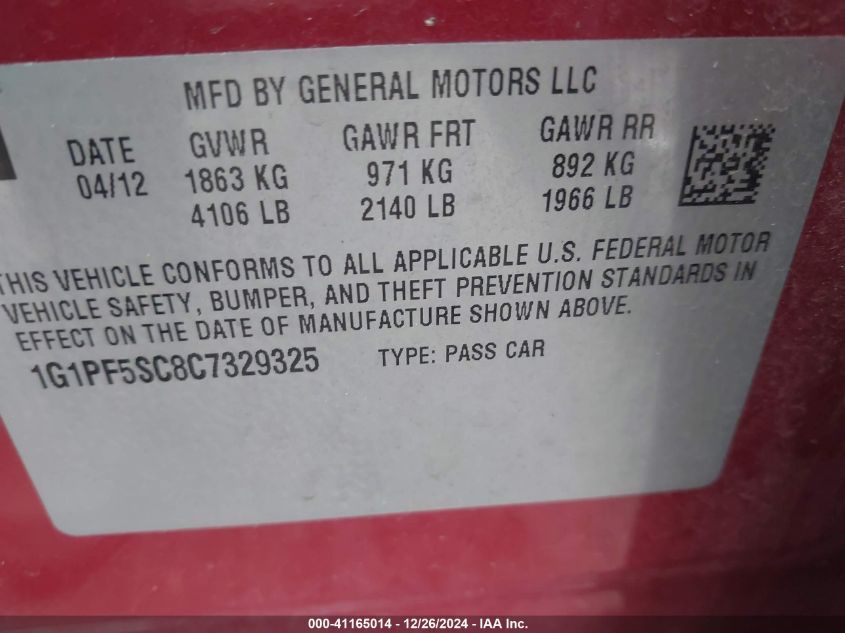 MFD BY GENERAL MOTORS LLC
DATE GVWR GAWR FRT GAWR RR
04/12 1863 KG 971 KG 892 KG
4106 LB 2140 LB 1966 LB
THIS VEHICLE CONFORMS TO ALL APPLICABLE U.S. FEDERAL MOTOR
VEHICLE SAFETY, BUMPER, AND THEFT PREVENTION STANDARDS IN
EFFECT ON THE DATE OF MANUFACTURE SHOWN ABOVE.
1G1PF5SC8C7329325 TYPE: PASS CAR
000-41165014 - 12/26/2024 - IAA Inc.